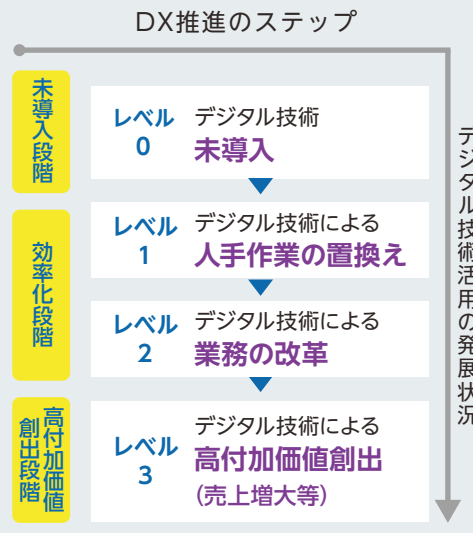 DX推進のステップ
未導入段階
レベル
0
デジタル技術
未導入
効率化段階
レベル
1
デジタル技術による
人手作業の置換え
レベル
2
デジタル技術による
業務の改革
高付加価値
創出段階
レベル
3
デジタル技術による
高付加価値創出
(売上増大等)
デジタル技術活用の発展状況